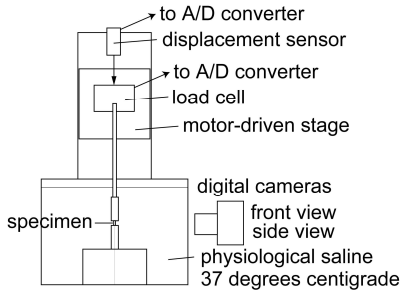 to A/D converter
displacement sensor
to A/D converter
load cell
motor-driven stage
digital cameras
front view
side view
specimen
physiological saline
37 degrees centigrade